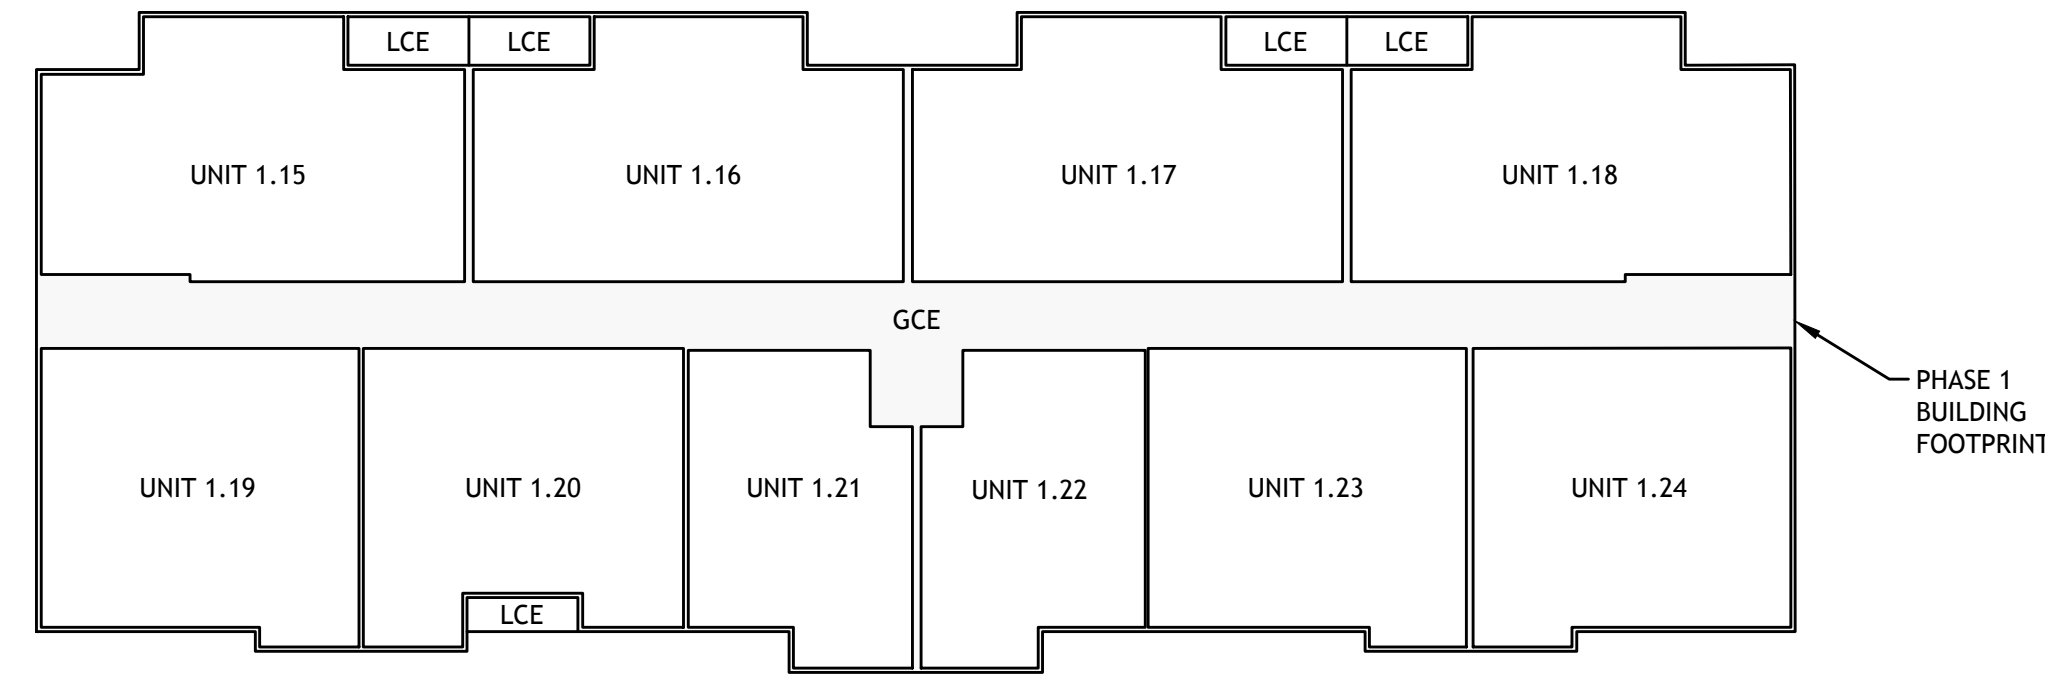 LCE
LCE
LCE
LCE
UNIT 1.15
UNIT 1.16
UNIT 1.17
UNIT 1.18
GCE
PHASE 1
BUILDING
FOOTPRINT
UNIT 1.19
UNIT 1.20
UNIT 1.21
UNIT 1.22
UNIT 1.23
UNIT 1.24
LCE